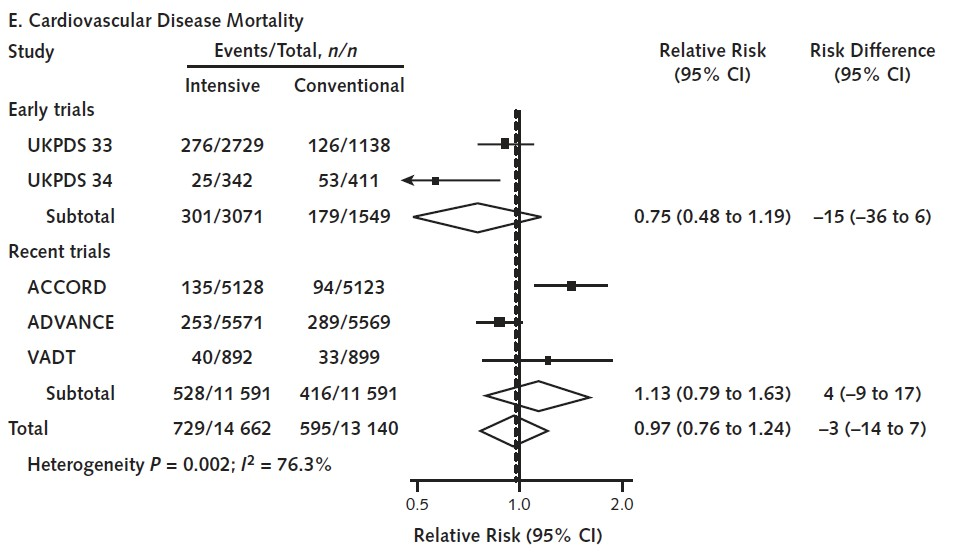 E. Cardiovascular Disease Mortality
Study Events/Total, n/n Relative Risk (95% CI) Risk Difference (95% CI)
Intensive Conventional
Early trials
UKPDS 33 276/2729 126/1138
UKPDS 34 25/342 53/411
Subtotal 301/3071 179/1549 0.75 (0.48 to 1.19) –15 (–36 to 6)
Recent trials
ACCORD 135/5128 94/5123
ADVANCE 253/5571 289/5569
VADT 40/892 33/899
Subtotal 528/11 591 416/11 591 1.13 (0.79 to 1.63) 4 (–9 to 17)
Total 729/14 662 595/13 140 0.97 (0.76 to 1.24) –3 (–14 to 7)
Heterogeneity P = 0.002; I² = 76.3%
0.5 1.0 2.0
Relative Risk (95% CI)